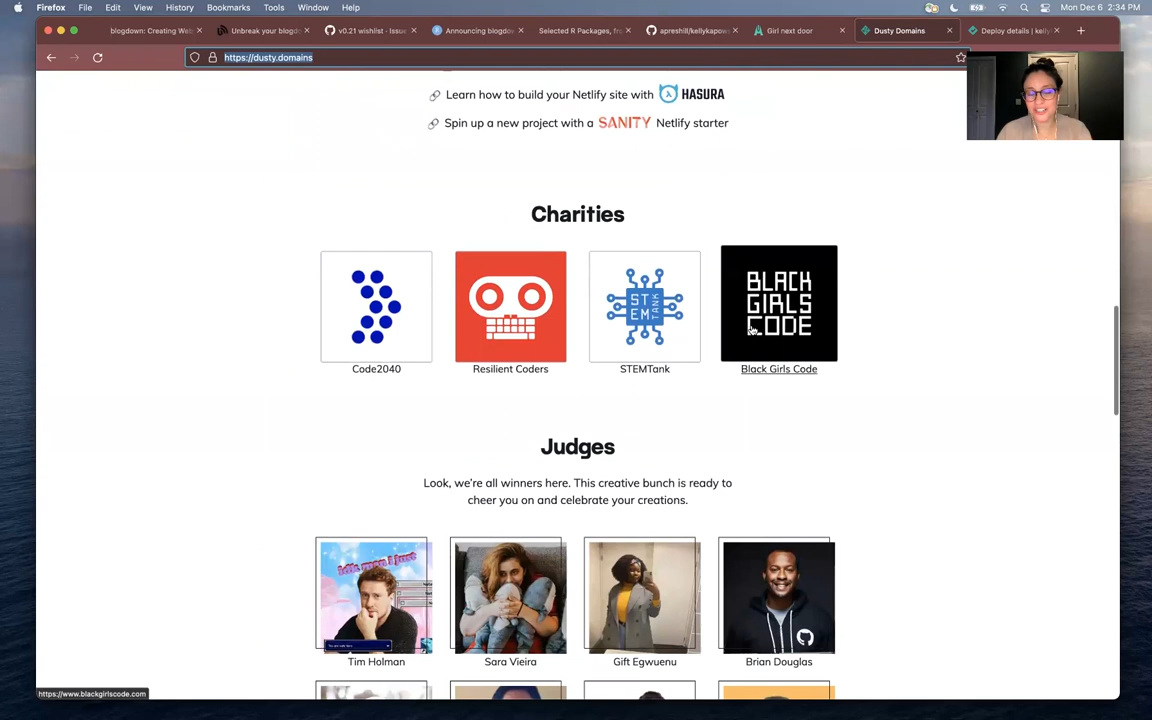 Firefox File Edit View History Bookmarks Tools Window Help Mon Dec 6 2:34 PM
blogdown: Creating Web Unbreak your blogdo v0.21 wishlist · Issue Announcing blogdov Selected R Packages, fro apreshill/kellykapow Girl next door Dusty Domains Deploy details | kelly
https://dusty.domains
Learn how to build your Netlify site with HASURA
Spin up a new project with a SANITY Netlify starter
Charities
STEM TANK
BLACK
GIRLS
CODE
Code2040 Resilient Coders STEMTank Black Girls Code
Judges
Look, we're all winners here. This creative bunch is ready to
cheer you on and celebrate your creations.
Tim Holman Sara Vieira Gift Egwuenu Brian Douglas
https://www.blackgirlscode.com